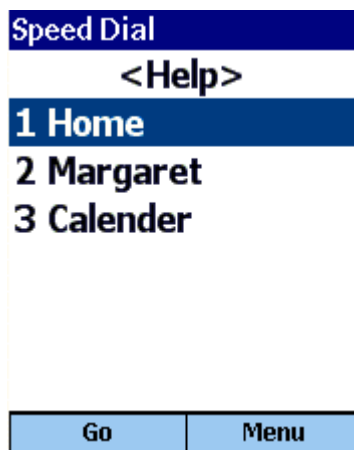 Speed Dial
<Help>
1 Home
2 Margaret
3 Calender
Go Menu